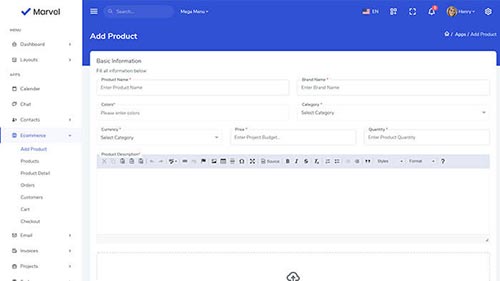 Marvel
Search...
Mega Menu
EN
Henry
MENU
Dashboard
Layouts
APPS
Calendar
Chat
Contacts
Ecommerce
Add Product
Products
Product Detail
Orders
Customers
Cart
Checkout
Email
Invoices
Projects
Add Product
/ Apps / Add Product
Basic Information
Fill all information below
Product Name *
Enter Product Name
Brand Name *
Enter Brand Name
Colors*
Please enter colors
Category *
Select Category
Currency *
Select Category
Price *
Enter Project Budget...
Quantity *
Enter Product Quantity
Product Description*
Source
B I S
Styles
Format
?